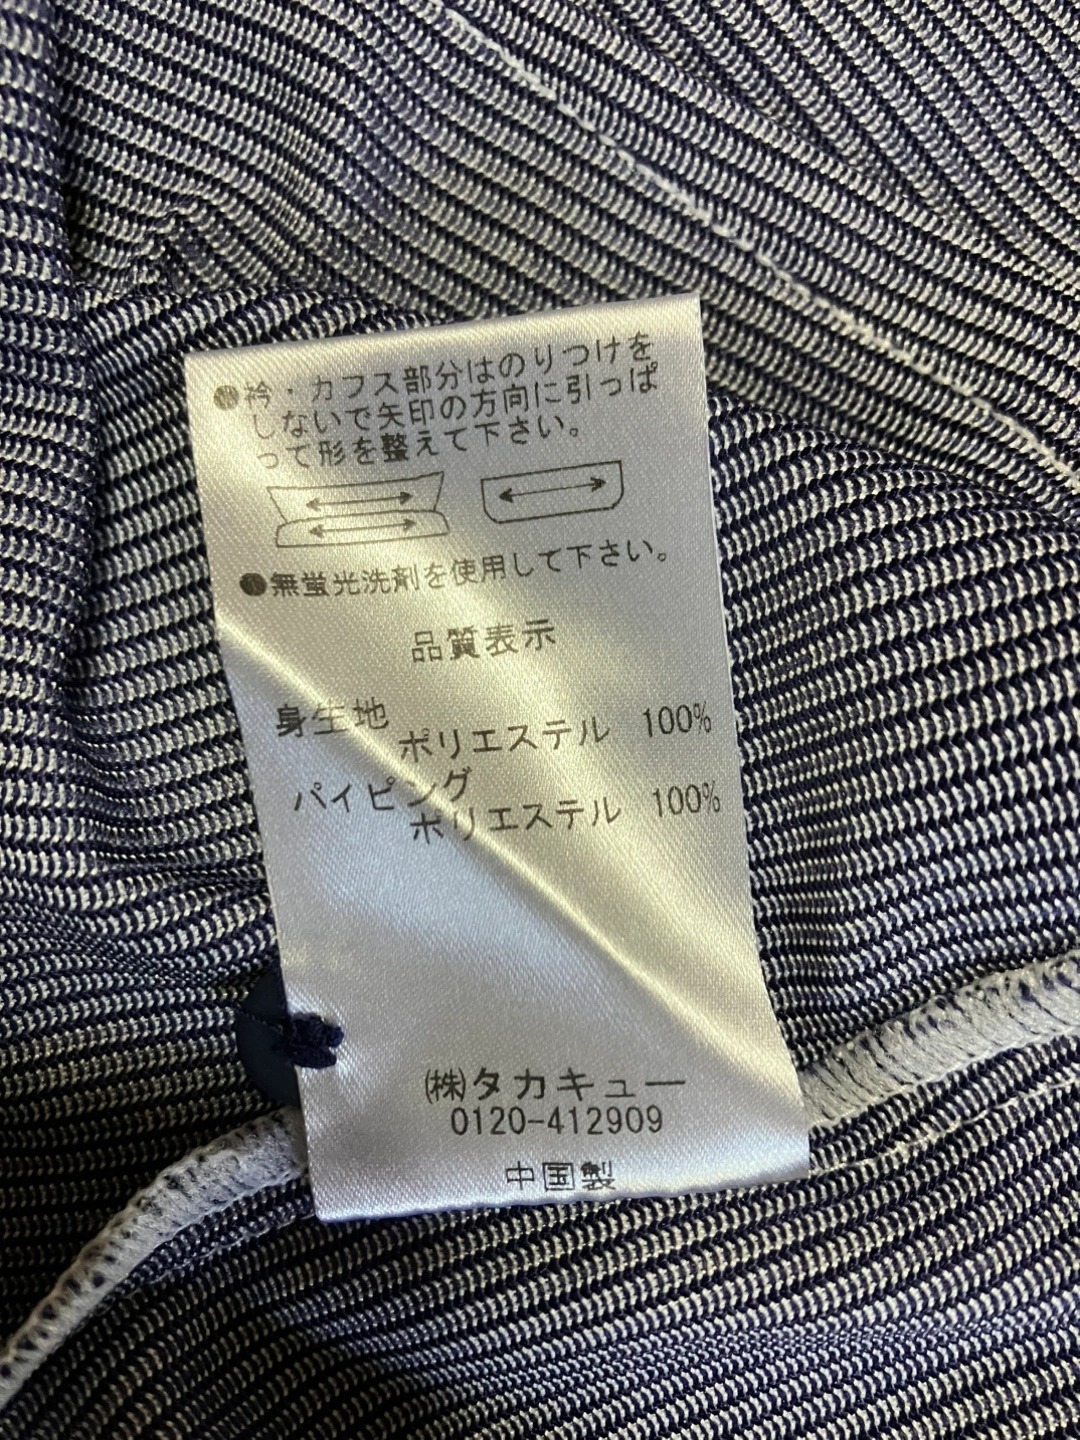 ●衿・カフス部分はのりつけを
しないで矢印の方向に引っぱ
って形を整えて下さい。
●無蛍光洗剤を使用して下さい。
品質表示
身生地
ポリエステル 100%
パイピング
ポリエステル 100%
㈱タカキュー
0120-412909
中国製